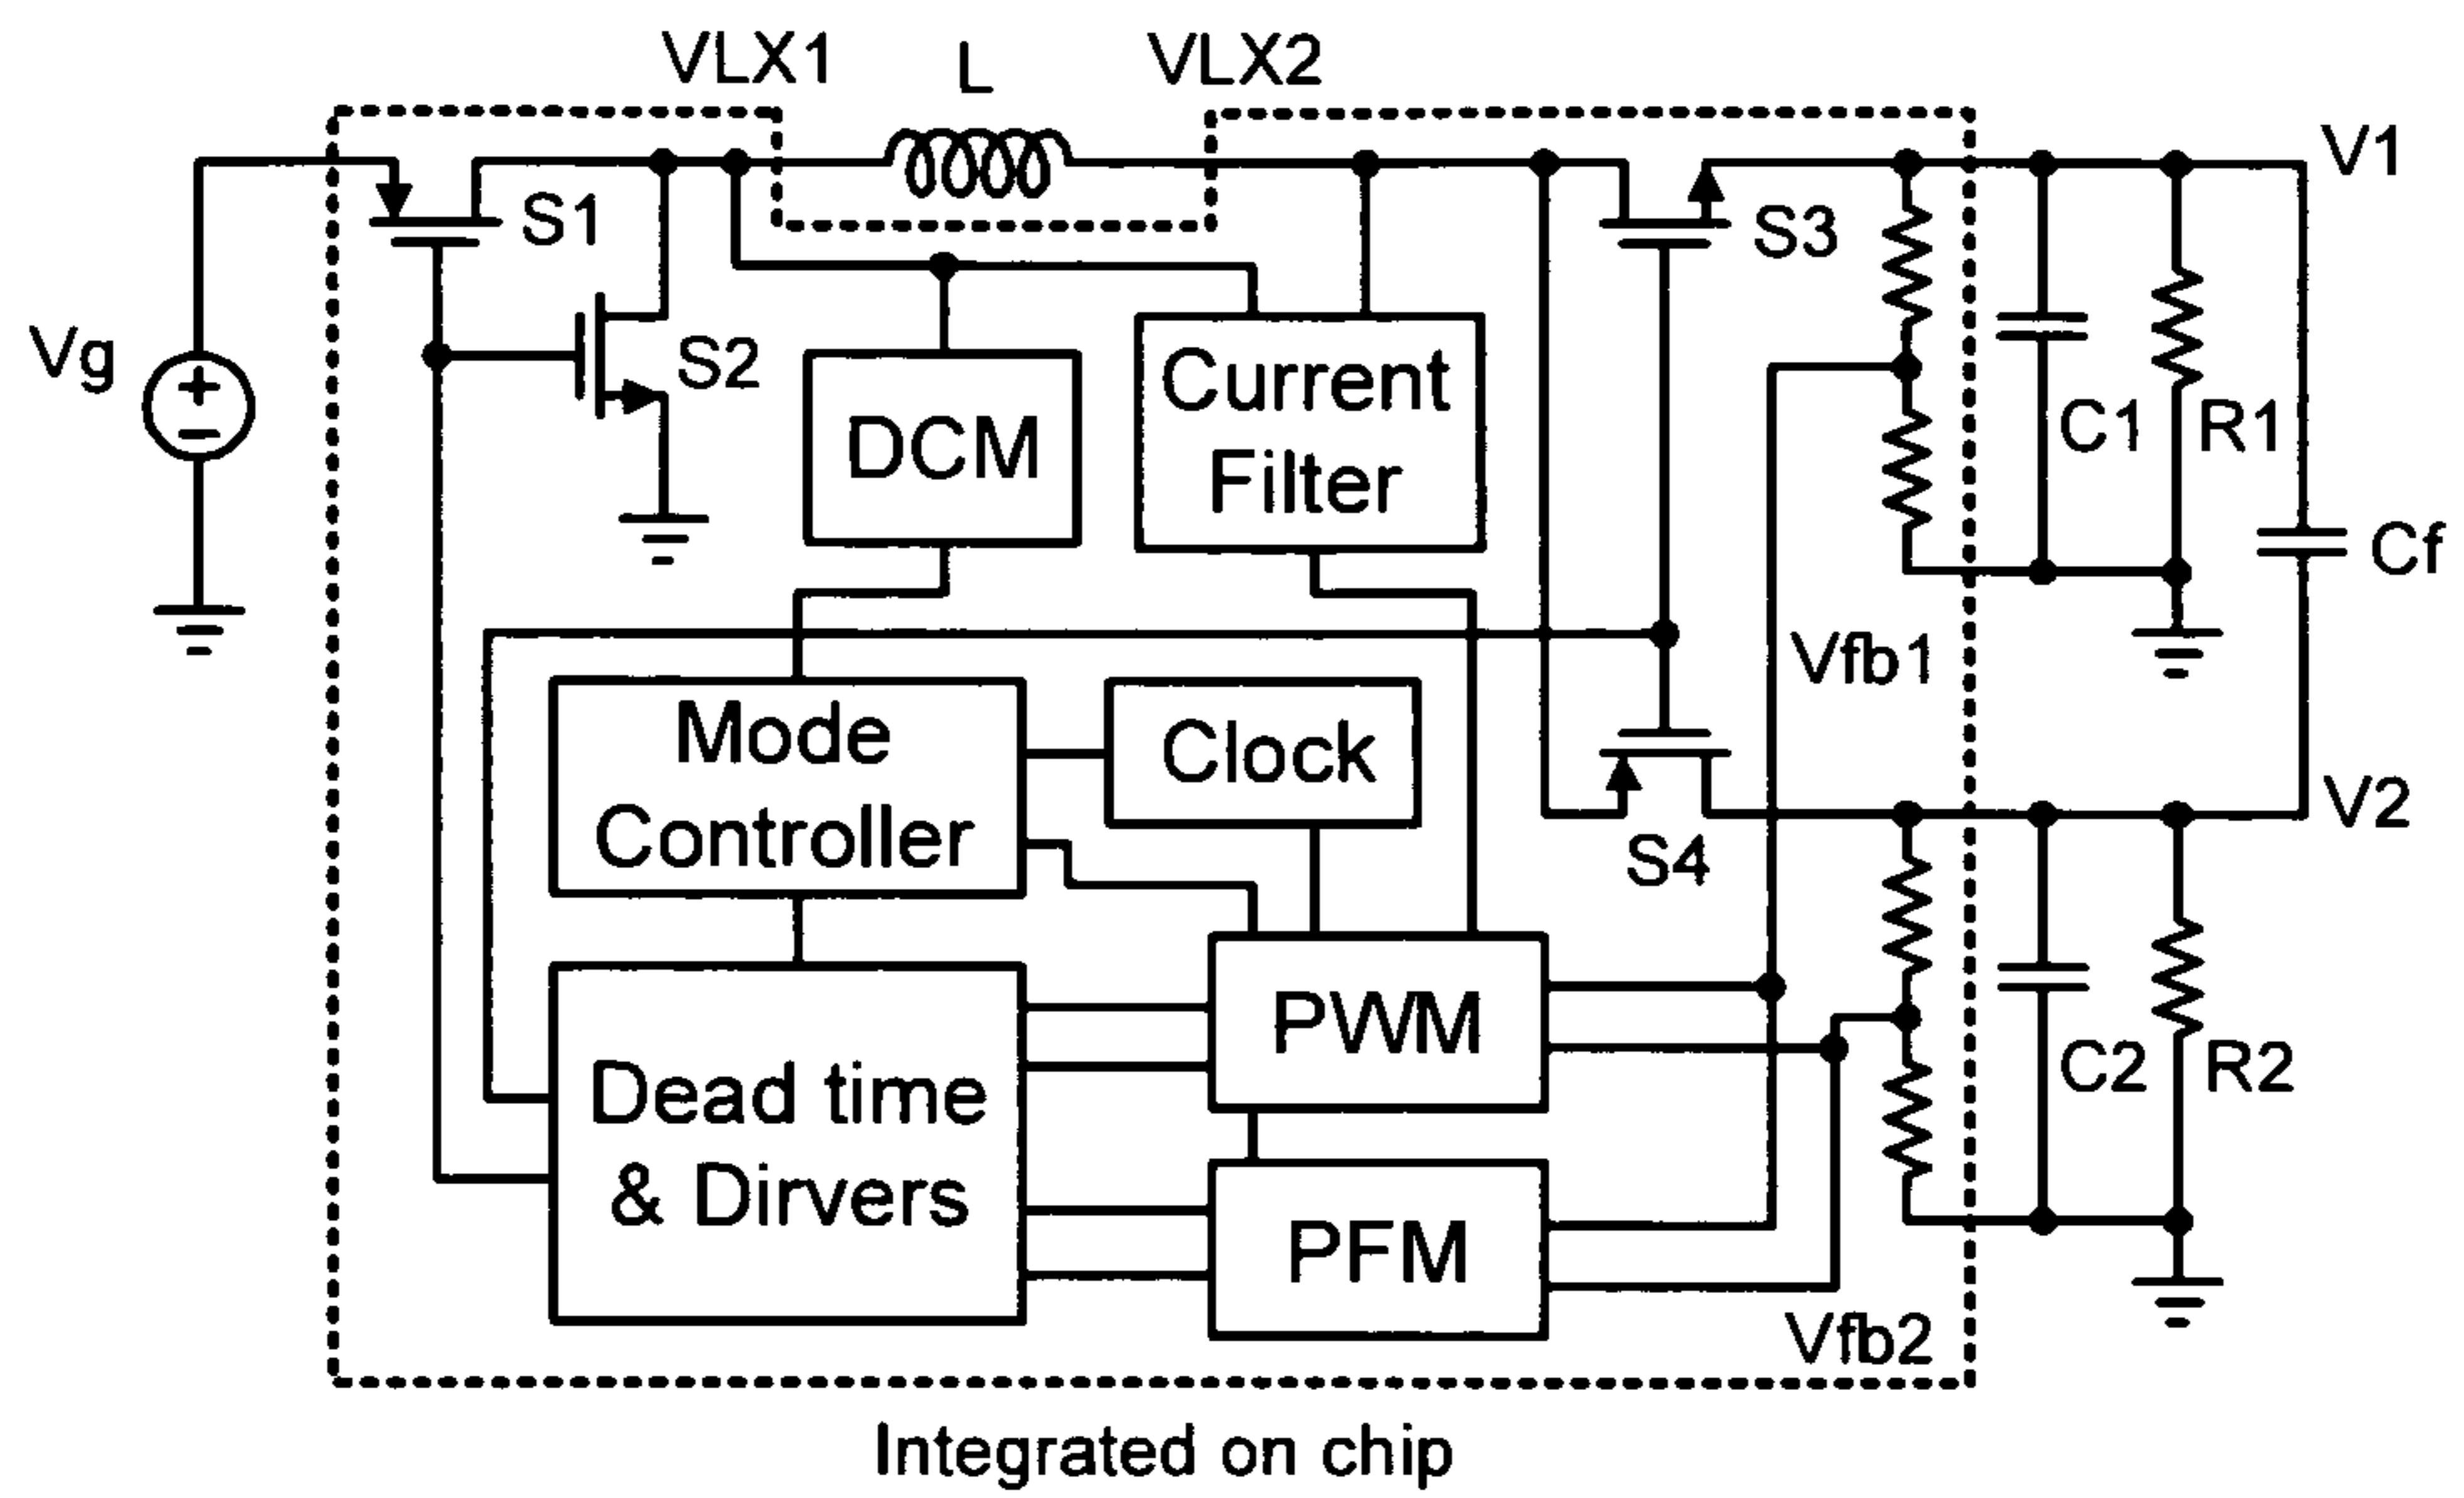 VLX1
L
VLX2
V1
S1
S3
Vg
S2
DCM
Current
Filter
C1
R1
Cf
Vfb1
Mode
Controller
Clock
V2
S4
PWM
Dead time
& Dirvers
C2
R2
PFM
Vfb2
Integrated on chip